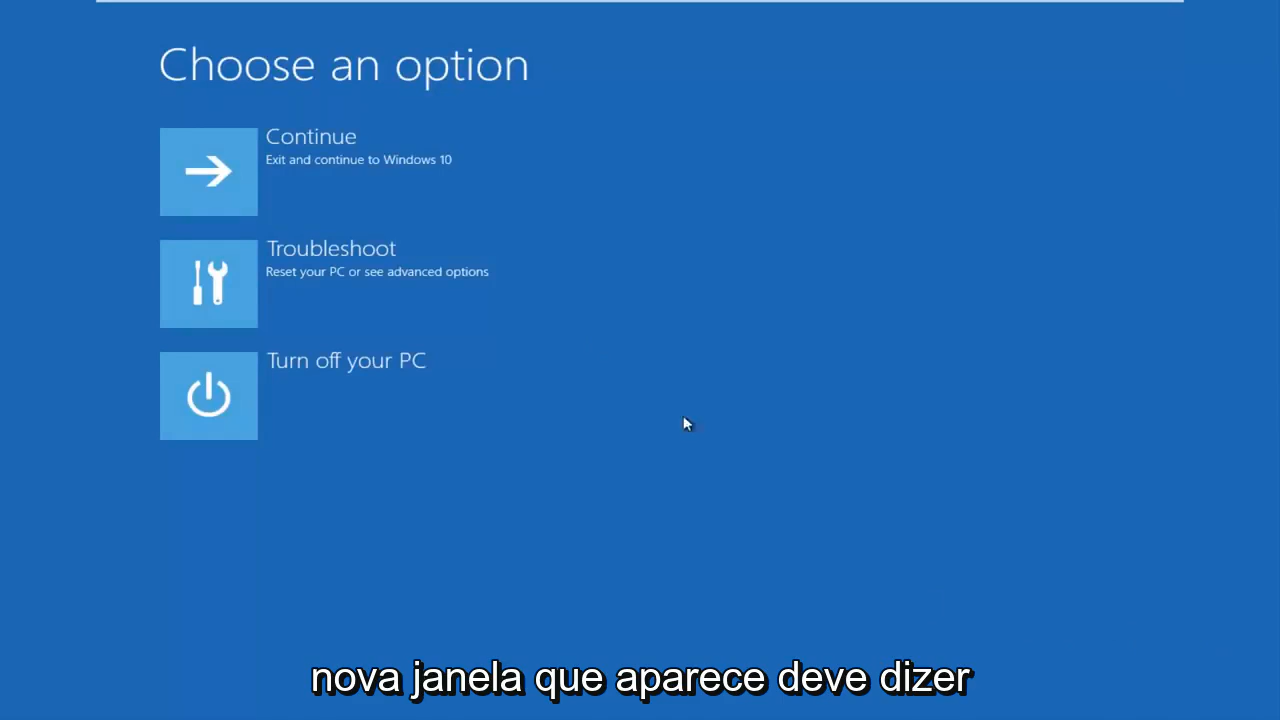 Choose an option
Continue
Exit and continue to Windows 10
Troubleshoot
Reset your PC or see advanced options
Turn off your PC
nova janela que aparece deve dizer